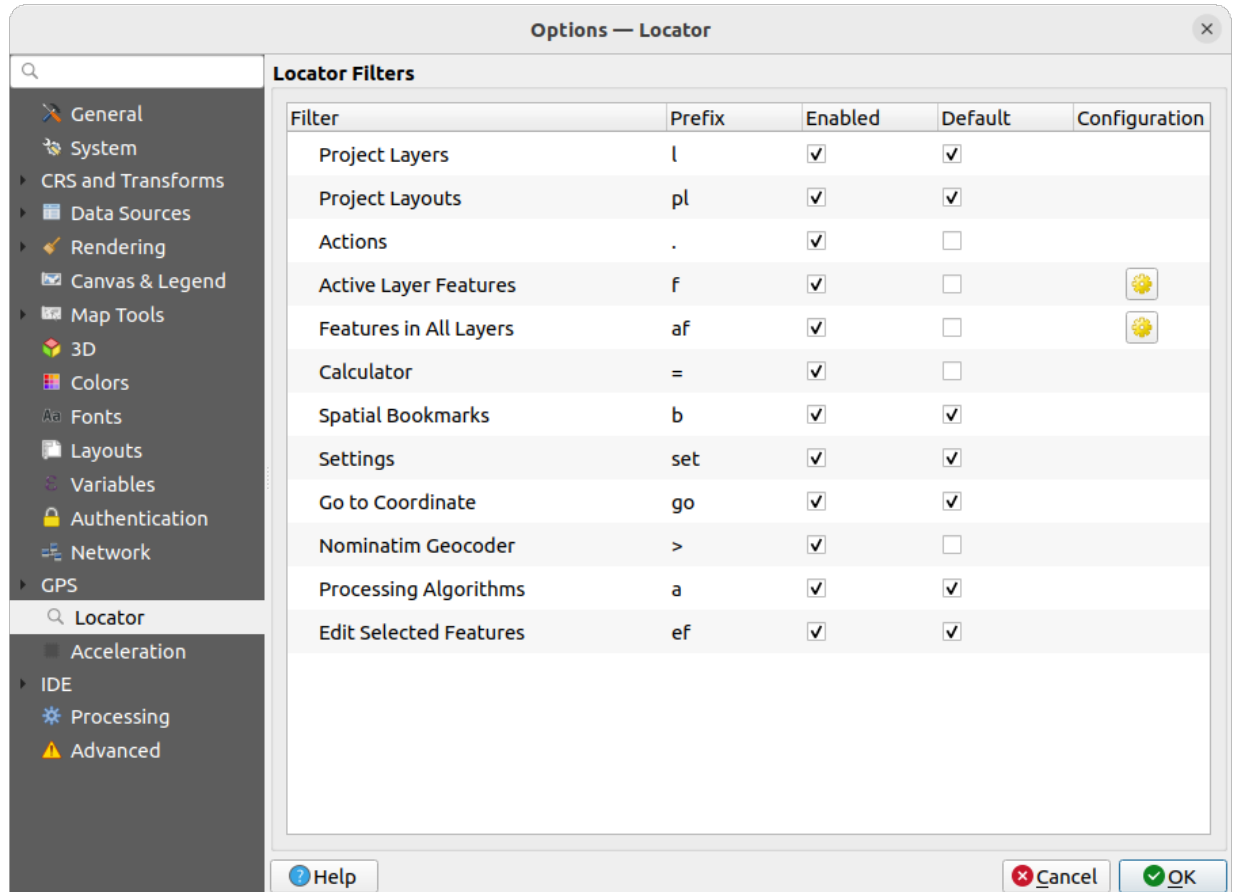 Options — Locator
Locator Filters
General
System
CRS and Transforms
Data Sources
Rendering
Canvas & Legend
Map Tools
3D
Colors
Aa Fonts
Layouts
Variables
Authentication
Network
GPS
Locator
Acceleration
IDE
Processing
Advanced
Filter Prefix Enabled Default Configuration
Project Layers l
Project Layouts pl
Actions .
Active Layer Features f
Features in All Layers af
Calculator =
Spatial Bookmarks b
Settings set
Go to Coordinate go
Nominatim Geocoder >
Processing Algorithms a
Edit Selected Features ef
Help Cancel OK